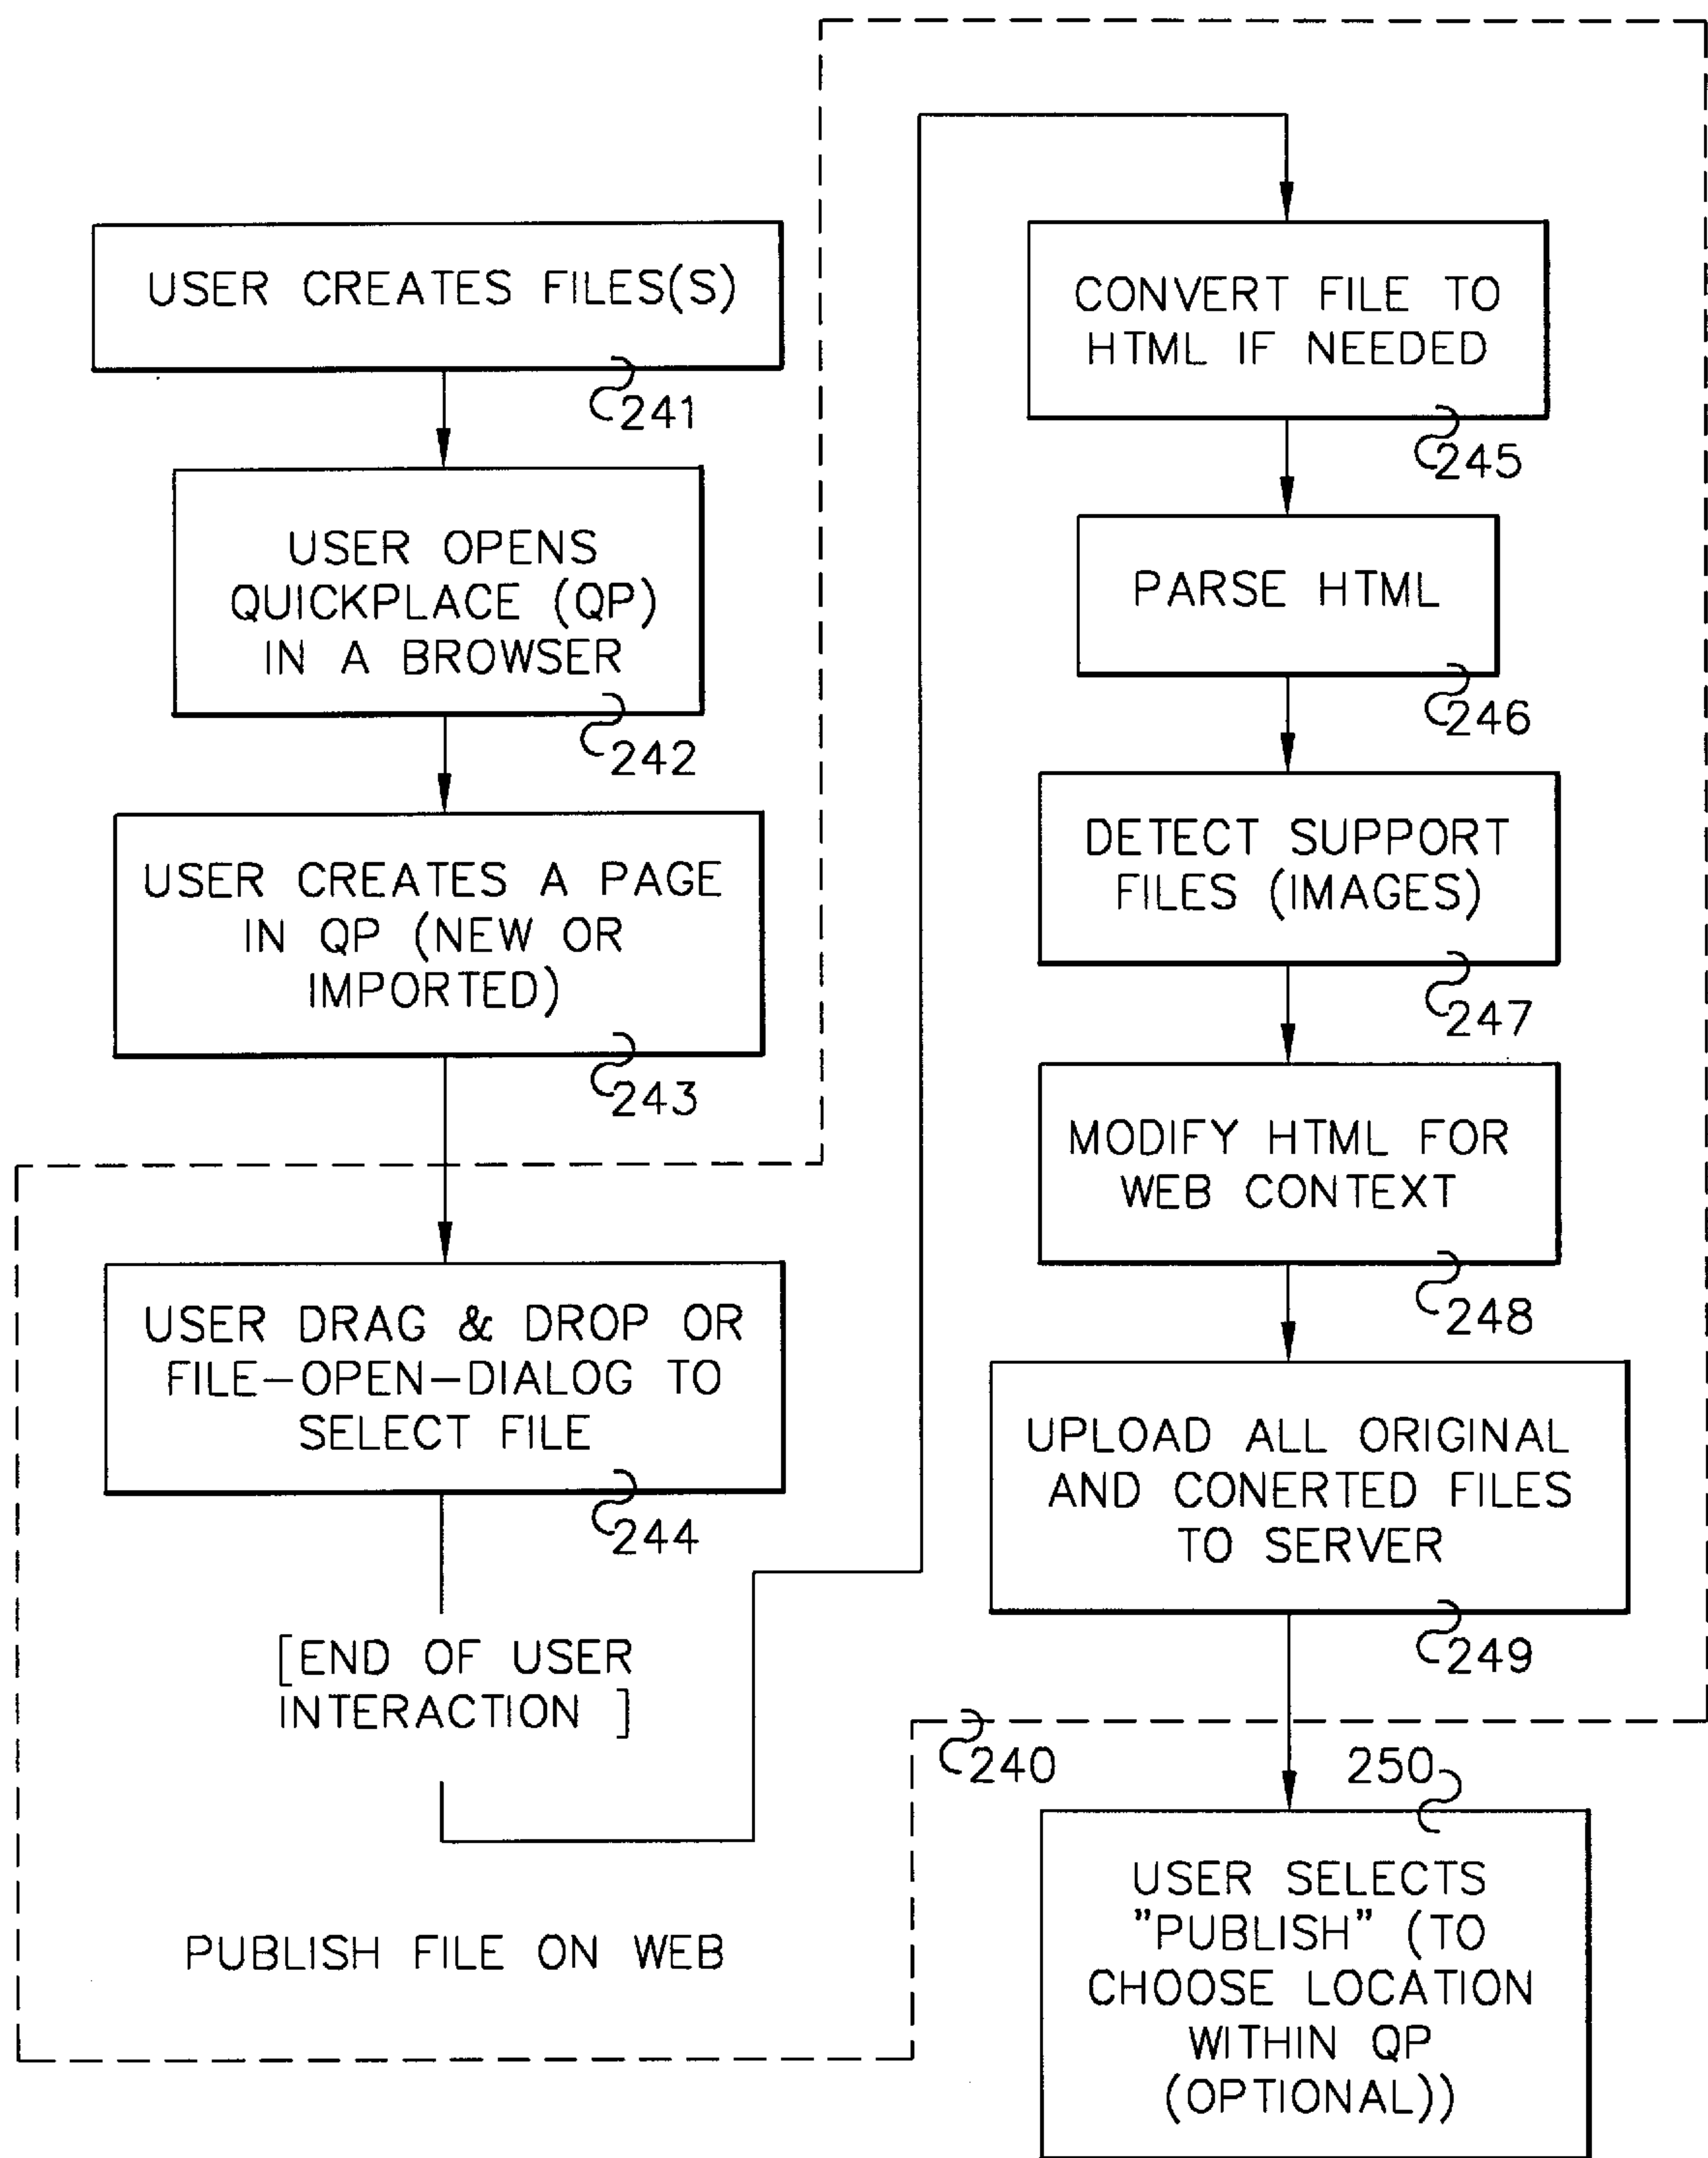 USER CREATES FILES(S)
241
USER OPENS
QUICKPLACE (QP)
IN A BROWSER
242
USER CREATES A PAGE
IN QP (NEW OR
IMPORTED)
243
USER DRAG & DROP OR
FILE-OPEN-DIALOG TO
SELECT FILE
244
[END OF USER
INTERACTION ]
PUBLISH FILE ON WEB
CONVERT FILE TO
HTML IF NEEDED
245
PARSE HTML
246
DETECT SUPPORT
FILES (IMAGES)
247
MODIFY HTML FOR
WEB CONTEXT
248
UPLOAD ALL ORIGINAL
AND CONERTED FILES
TO SERVER
249
240
250
USER SELECTS
"PUBLISH" (TO
CHOOSE LOCATION
WITHIN QP
(OPTIONAL))